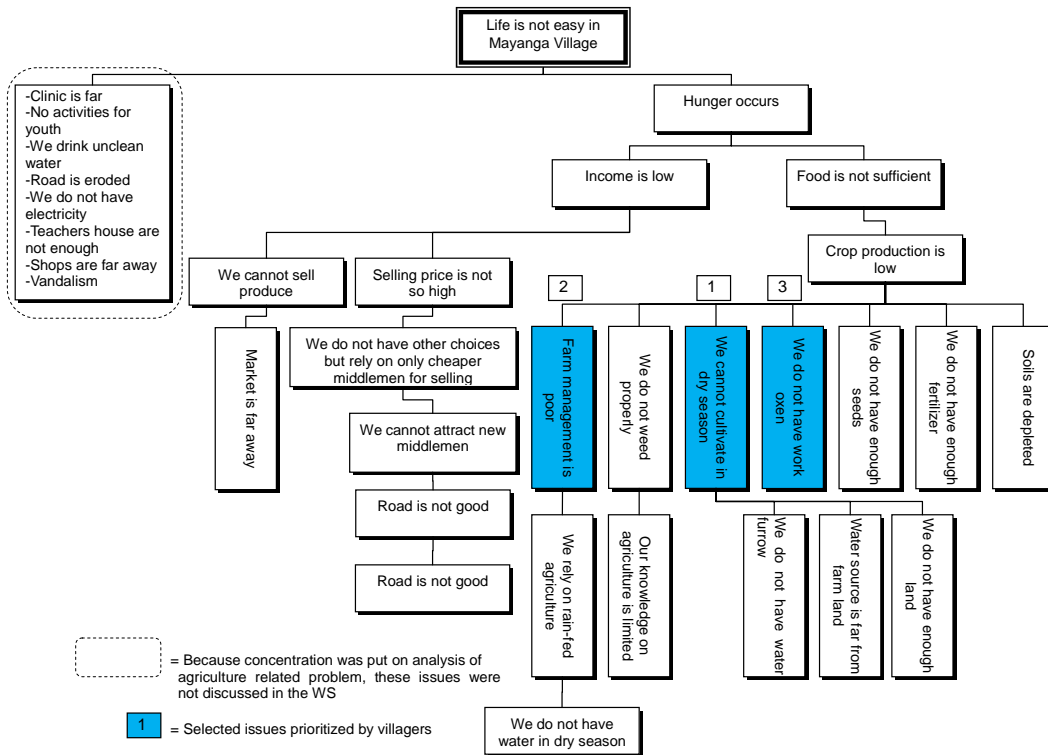 Life is not easy in
Mayanga Village
-Clinic is far
-No activities for
youth
-We drink unclean
water
-Road is eroded
-We do not have
electricity
-Teachers house are
not enough
-Shops are far away
-Vandalism
Hunger occurs
Income is low
Food is not sufficient
We cannot sell
produce
Selling price is not
so high
Crop production is
low
2
1
3
Market is far away
We do not have other choices
but rely on only cheaper
middlemen for selling
We cannot attract new
middlemen
Road is not good
Road is not good
Farm management is
poor
We do not weed
properly
We cannot cultivate in
dry season
We do not have work
oxen
We do not have enough
seeds
We do not have enough
fertilizer
Soils are depleted
We rely on rain-fed
agriculture
Our knowledge on
agriculture is limited
We do not have water
furrow
Water source is far from
farm land
We do not have enough
land
We do not have
water in dry season
= Because concentration was put on analysis of
agriculture related problem, these issues were
not discussed in the WS
1
= Selected issues prioritized by villagers